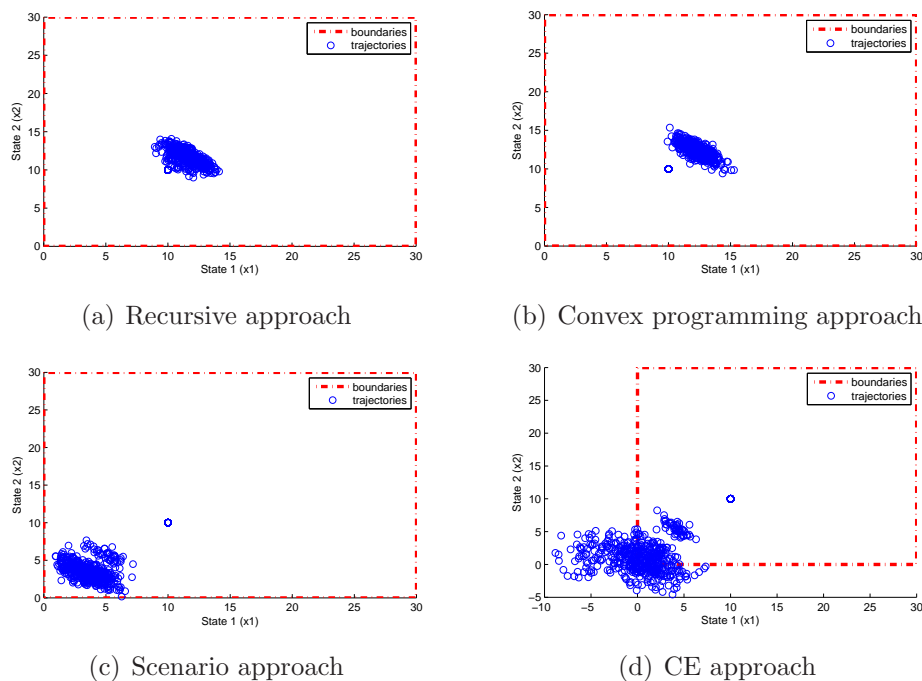 30
25
20
15
10
5
0
State 2 (x2)
0 5 10 15 20 25 30
State 1 (x1)
boundaries
trajectories
(a) Recursive approach
30
25
20
15
10
5
0
State 2 (x2)
0 5 10 15 20 25 30
State 1 (x1)
boundaries
trajectories
(b) Convex programming approach
30
25
20
15
10
5
0
State 2 (x2)
0 5 10 15 20 25 30
State 1 (x1)
boundaries
trajectories
(c) Scenario approach
30
25
20
15
10
5
0
−5
State 2 (x2)
−10 −5 0 5 10 15 20 25 30
State 1 (x1)
boundaries
trajectories
(d) CE approach